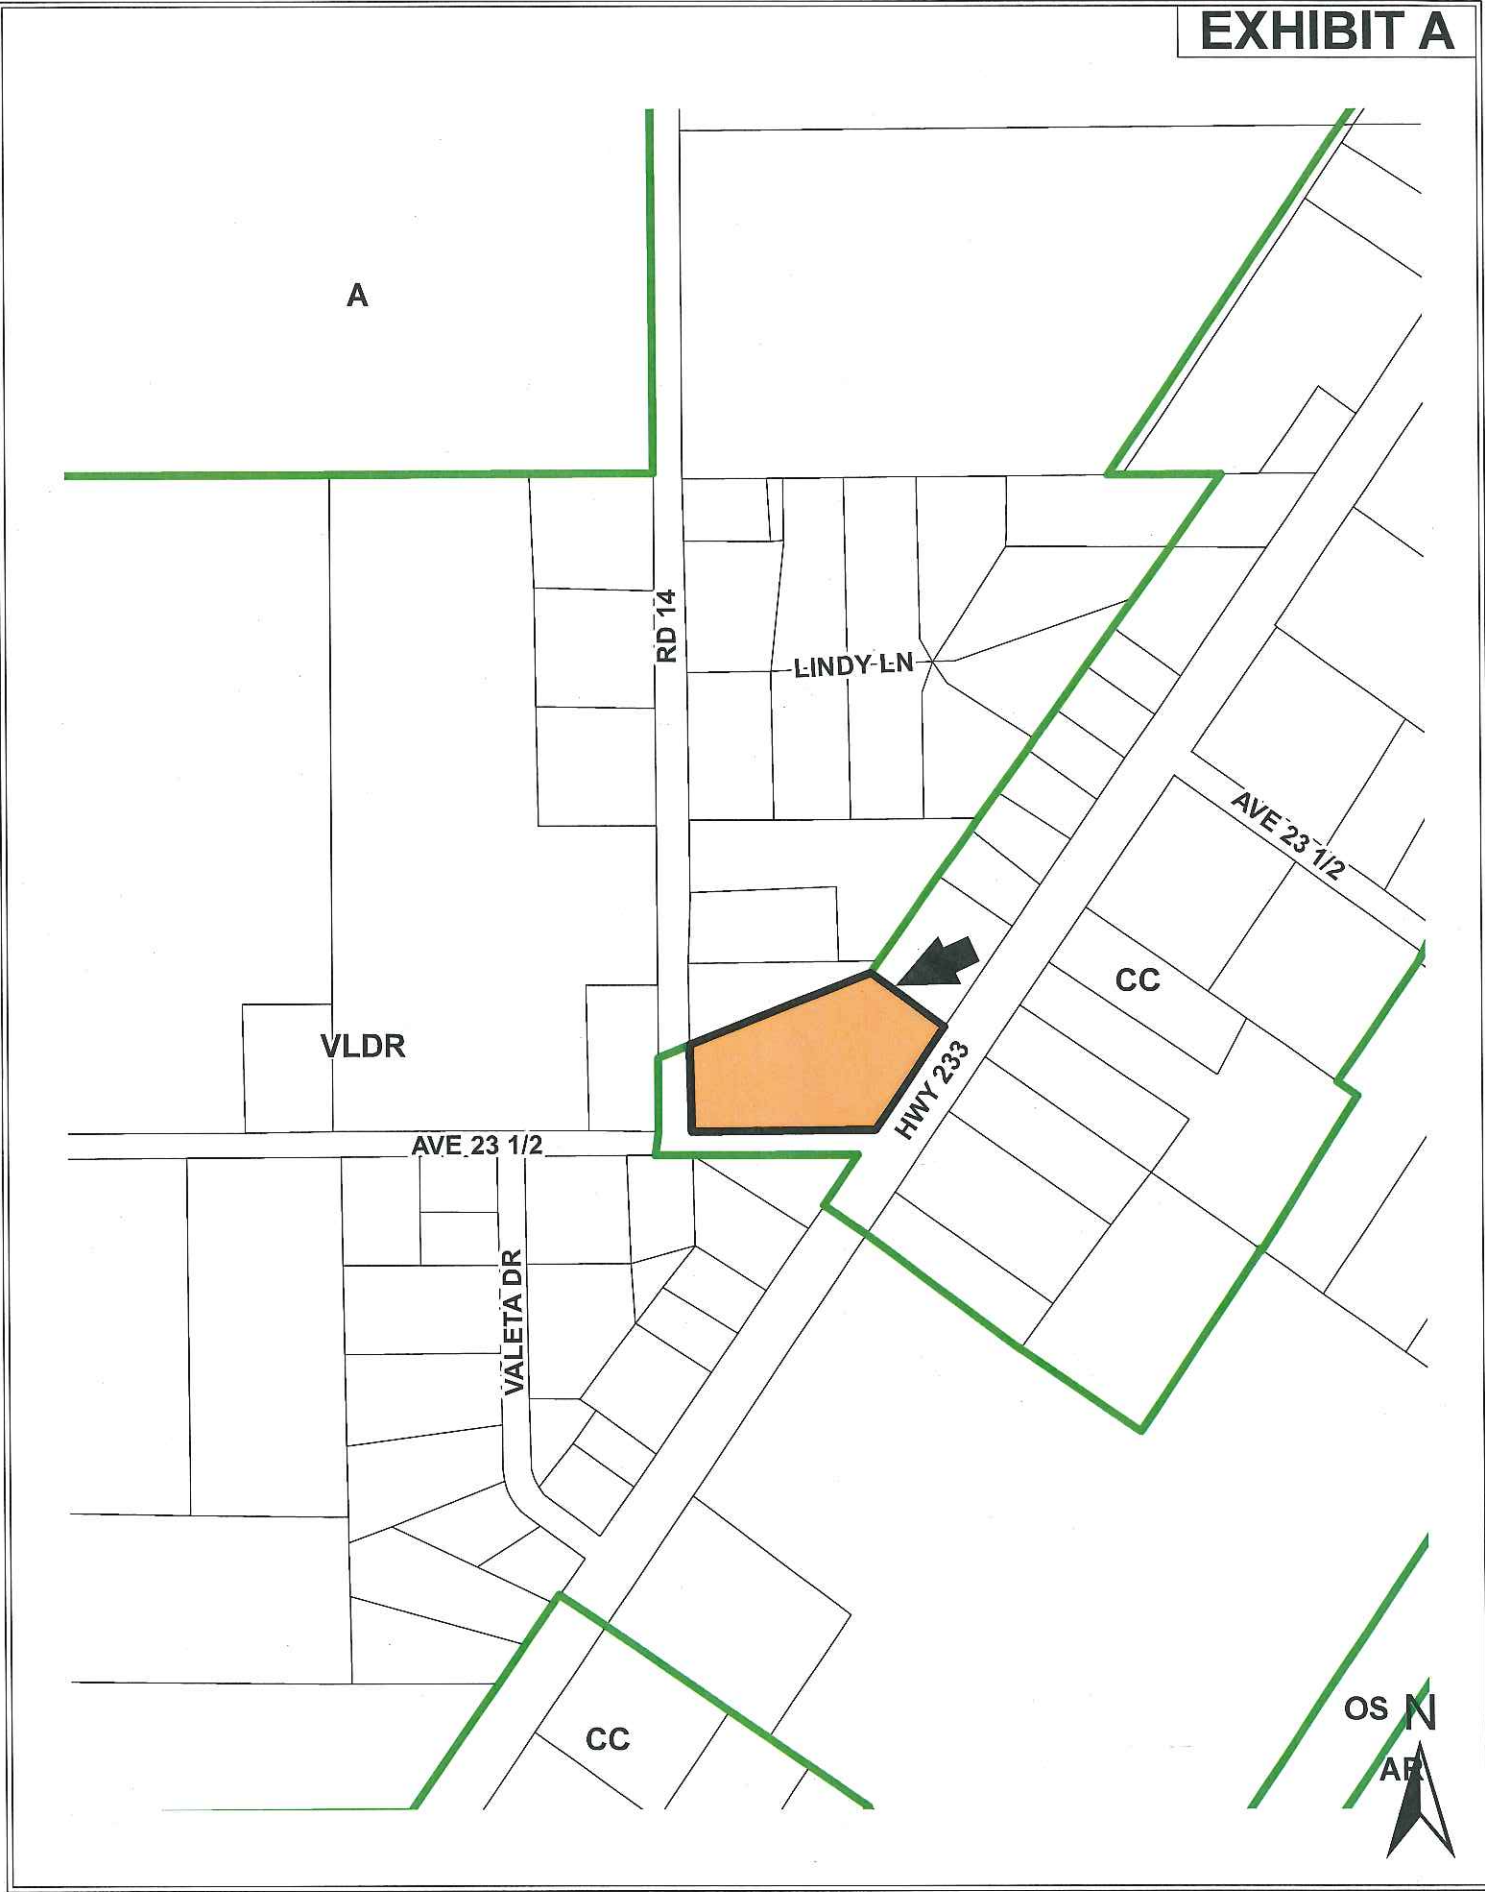 EXHIBIT A
A
RD 14
LINDY LN
AVE 23 1/2
CC
VLDR
HWY 233
AVE 23 1/2
VALETA DR
OS N
CC
AR